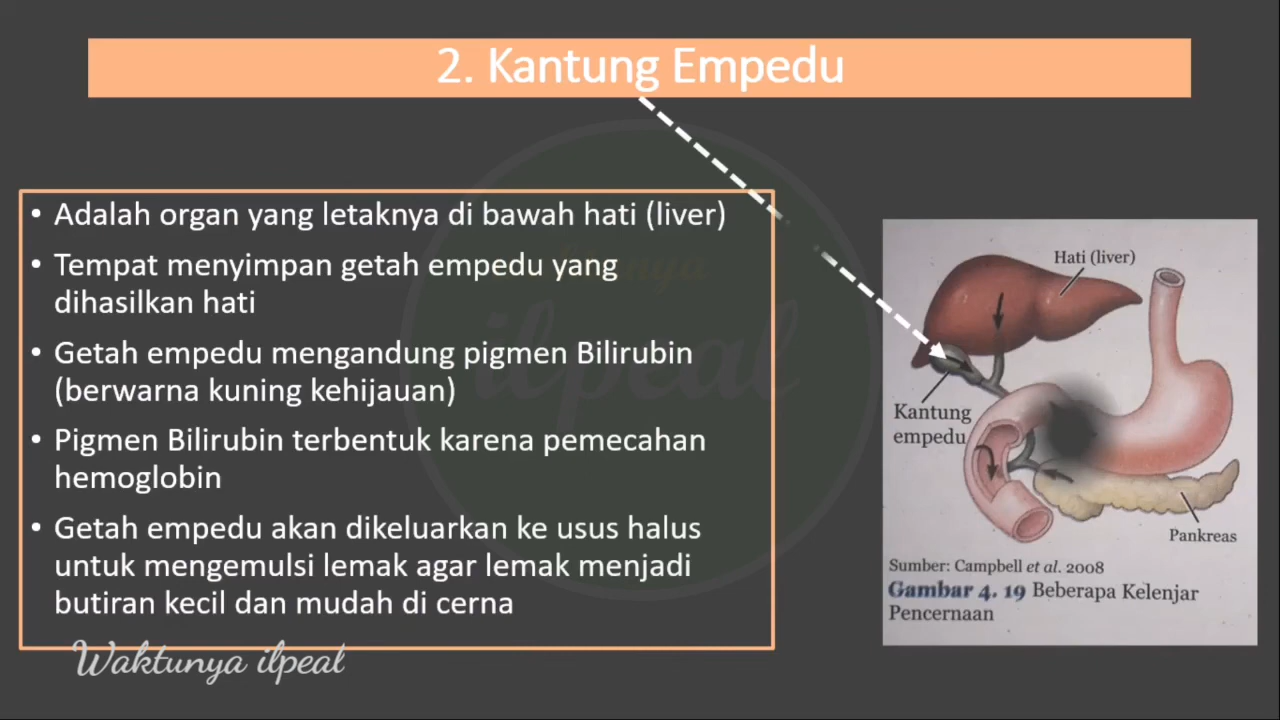 2. Kantung Empedu
• Adalah organ yang letaknya di bawah hati (liver)
• Tempat menyimpan getah empedu yang
dihasilkan hati
• Getah empedu mengandung pigmen Bilirubin
(berwarna kuning kehijauan)
• Pigmen Bilirubin terbentuk karena pemecahan
hemoglobin
• Getah empedu akan dikeluarkan ke usus halus
untuk mengemulsi lemak agar lemak menjadi
butiran kecil dan mudah di cerna
Waktunya ilpeal
ilpeal
Hati (liver)
Kantung
empedu
Pankreas
Sumber: Campbell et al. 2008
Gambar 4. 19 Beberapa Kelenjar
Pencernaan